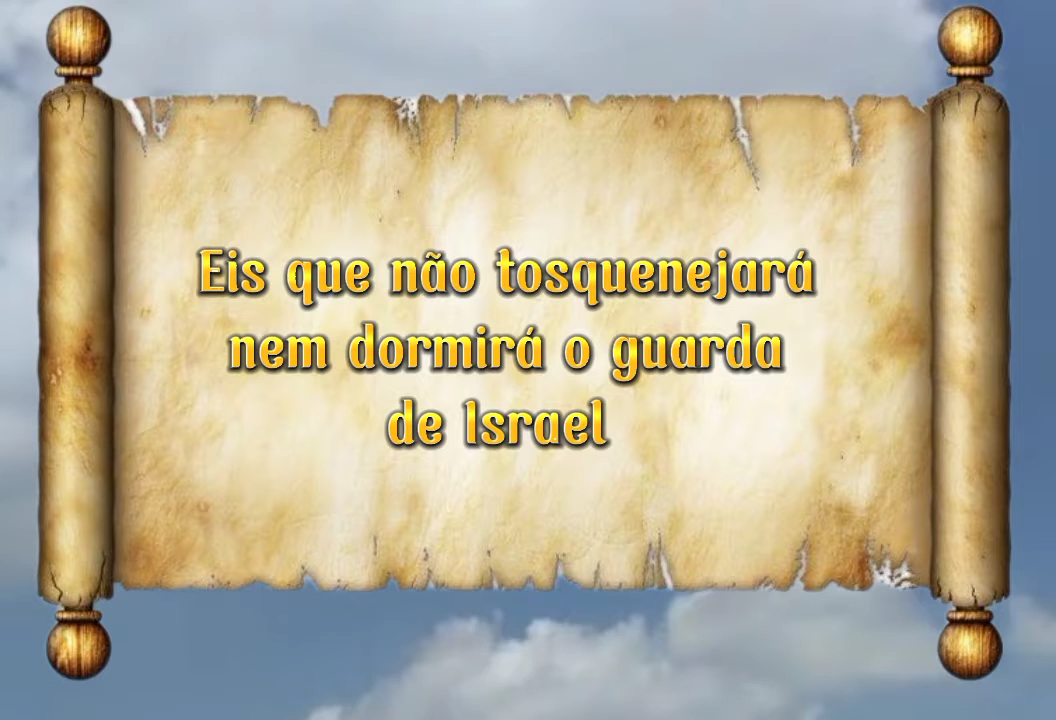 Eis que não tosquenejará
nem dormirá o guarda
de Israel